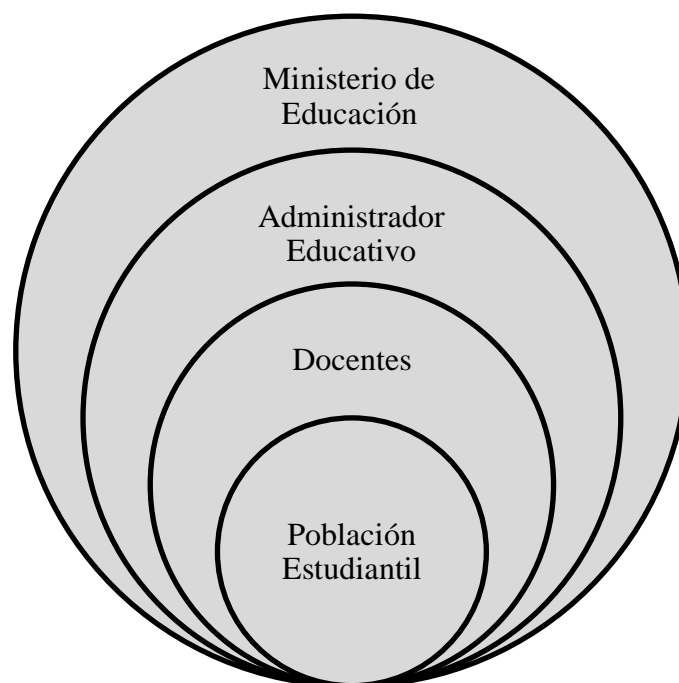 Ministerio de
Educación
Administrador
Educativo
Docentes
Población
Estudiantil